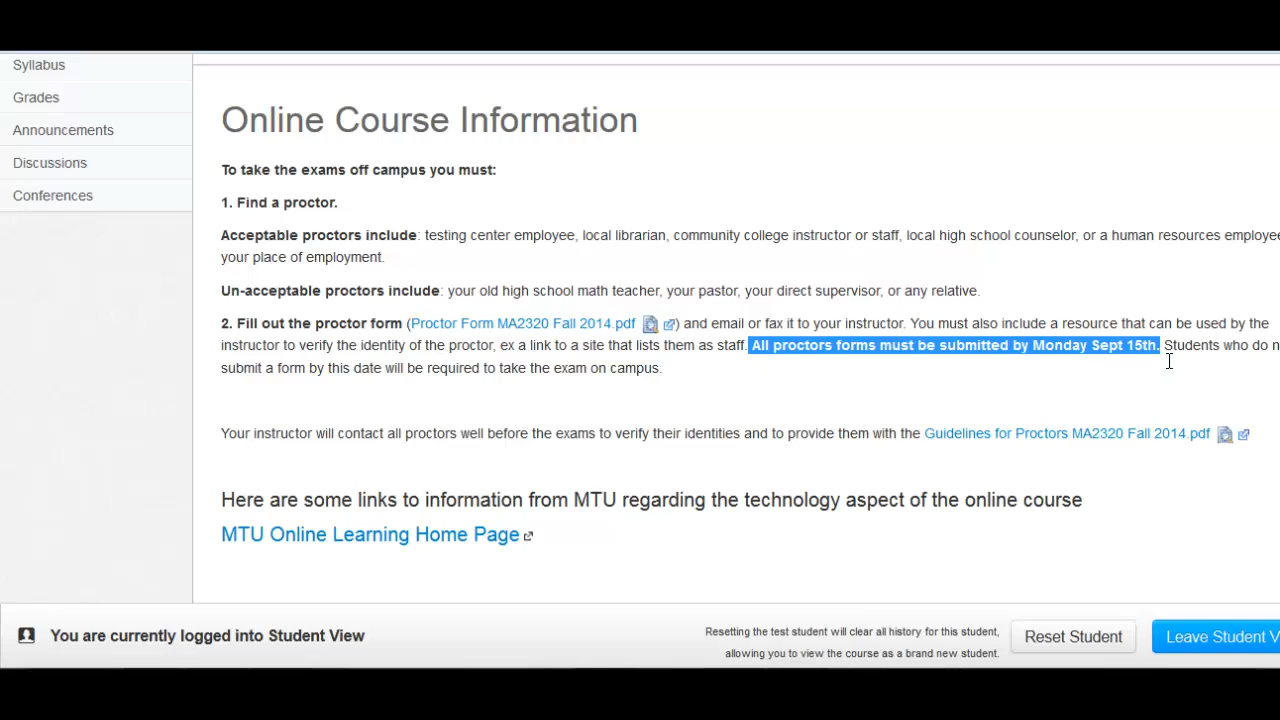 Syllabus
Grades
Announcements
Discussions
Conferences
Online Course Information
To take the exams off campus you must:
1. Find a proctor.
Acceptable proctors include: testing center employee, local librarian, community college instructor or staff, local high school counselor, or a human resources employee
your place of employment.
Un-acceptable proctors include: your old high school math teacher, your pastor, your direct supervisor, or any relative.
2. Fill out the proctor form (Proctor Form MA2320 Fall 2014.pdf ) and email or fax it to your instructor. You must also include a resource that can be used by the
instructor to verify the identity of the proctor, ex a link to a site that lists them as staff. All proctors forms must be submitted by Monday Sept 15th. Students who do n
submit a form by this date will be required to take the exam on campus.
Your instructor will contact all proctors well before the exams to verify their identities and to provide them with the Guidelines for Proctors MA2320 Fall 2014.pdf
Here are some links to information from MTU regarding the technology aspect of the online course
MTU Online Learning Home Page
You are currently logged into Student View
Resetting the test student will clear all history for this student,
allowing you to view the course as a brand new student.
Reset Student
Leave Student V